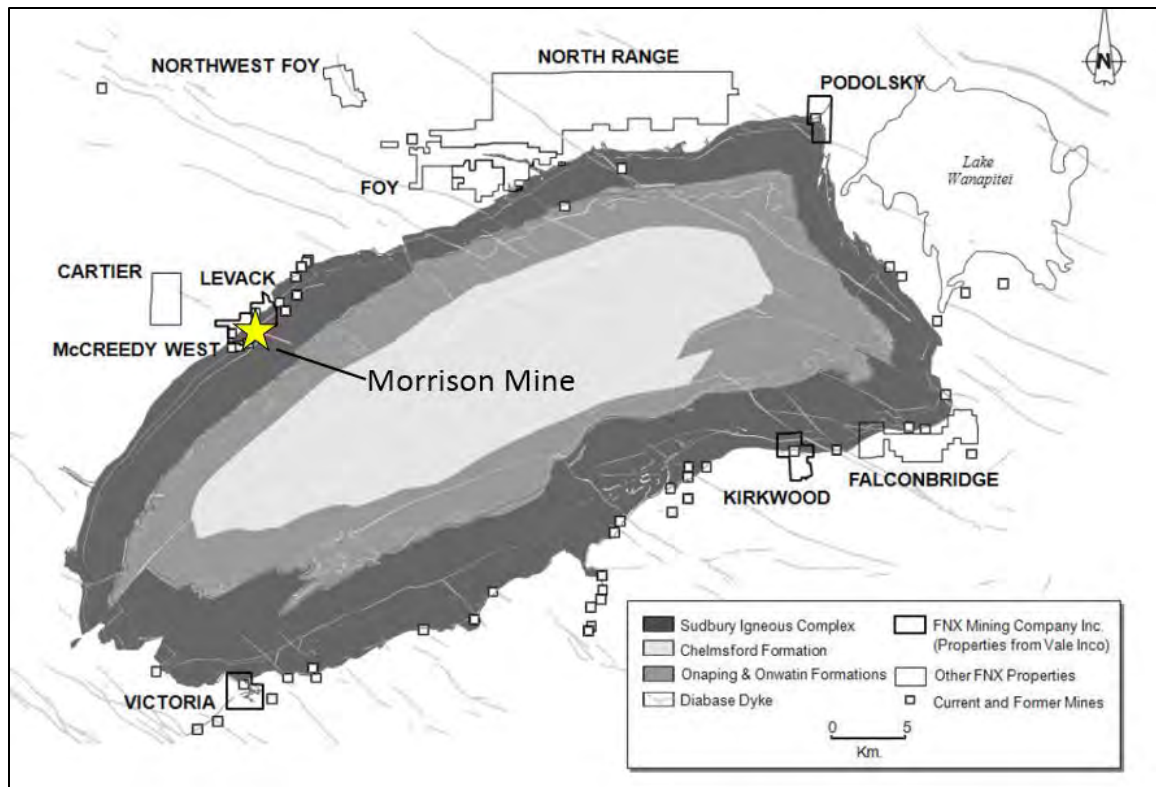 NORTH RANGE
NORTHWEST FOY
PODOLSKY
N
Lake
Wanapitei
FOY
CARTIER
LEVACK
McCREEDY WEST
Morrison Mine
KIRKWOOD
FALCONBRIDGE
VICTORIA
Sudbury Igneous Complex
Chelmsford Formation
Onaping & Onwatin Formations
Diabase Dyke
FNX Mining Company Inc.
(Properties from Vale Inco)
Other FNX Properties
Current and Former Mines
0 5
Km.